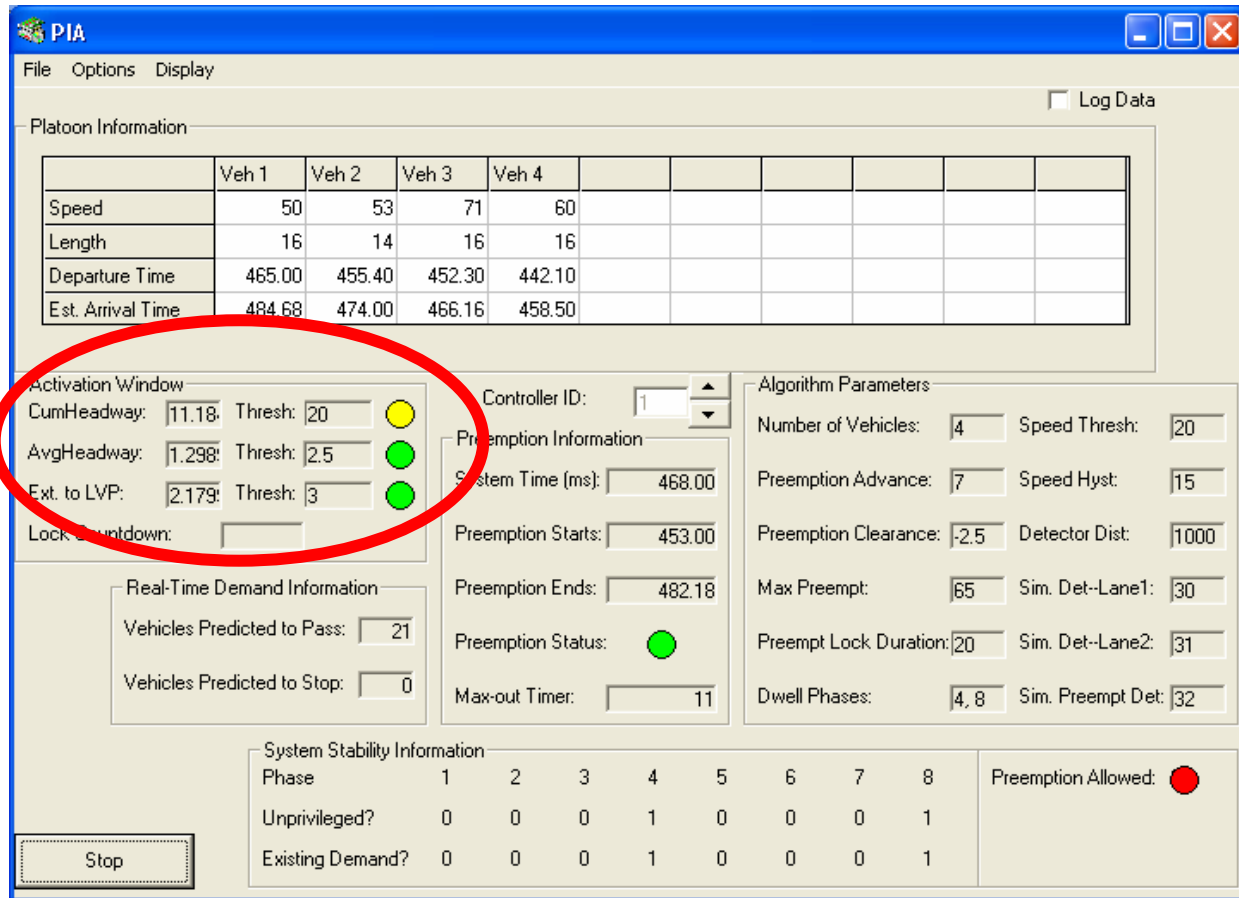 PIA
File Options Display
Log Data
Platoon Information
Veh 1 Veh 2 Veh 3 Veh 4
Speed 50 53 71 60
Length 16 14 16 16
Departure Time 465.00 455.40 452.30 442.10
Est. Arrival Time 484.68 474.00 466.16 458.50
Activation Window
CumHeadway: 11.18 Thresh: 20
AvgHeadway: 1.298 Thresh: 2.5
Ext. to LVP: 2.179 Thresh: 3
Lock Countdown:
Real-Time Demand Information
Vehicles Predicted to Pass: 21
Vehicles Predicted to Stop: 0
Controller ID: 1
Preemption Information
System Time (ms): 468.00
Preemption Starts: 453.00
Preemption Ends: 482.18
Preemption Status:
Max-out Timer: 11
Algorithm Parameters
Number of Vehicles: 4 Speed Thresh: 20
Preemption Advance: 7 Speed Hyst: 15
Preemption Clearance: -2.5 Detector Dist: 1000
Max Preempt: 65 Sim. Det--Lane1: 30
Preempt Lock Duration: 20 Sim. Det--Lane2: 31
Dwell Phases: 4, 8 Sim. Preempt Det: 32
System Stability Information
Phase 1 2 3 4 5 6 7 8
Unprivileged? 0 0 0 1 0 0 0 1
Existing Demand? 0 0 0 1 0 0 0 1
Preemption Allowed:
Stop